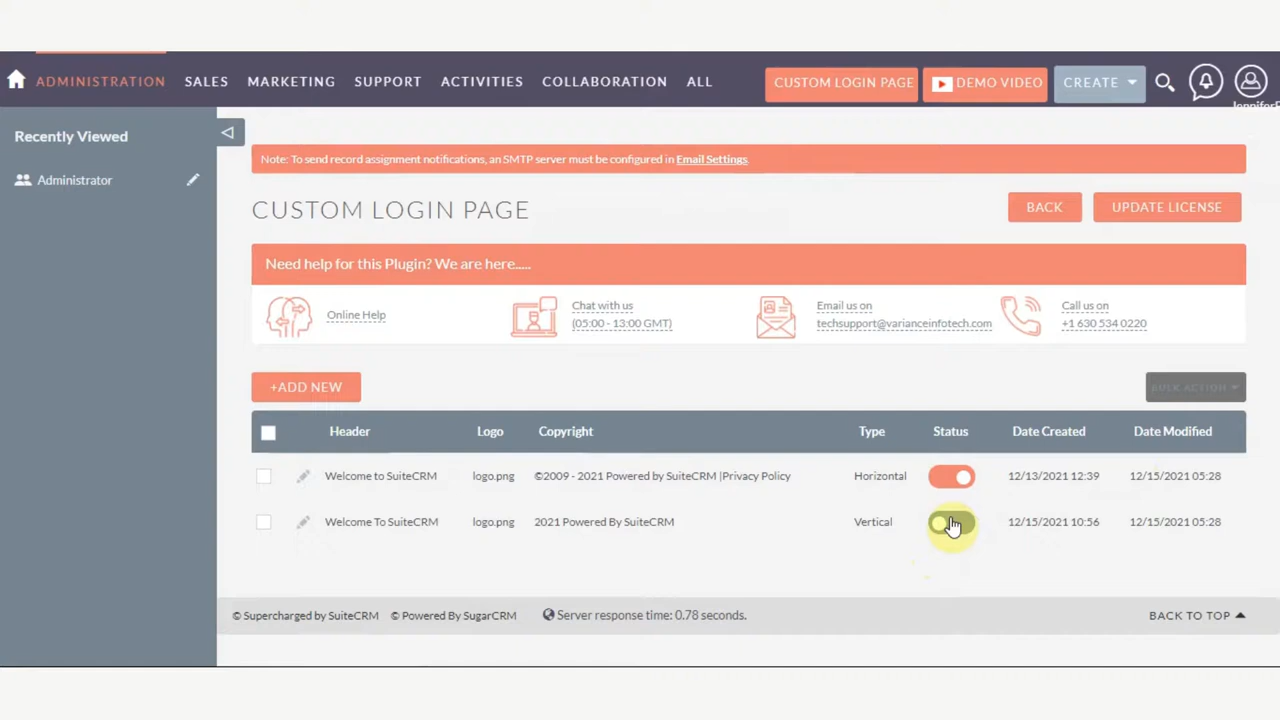 ADMINISTRATION SALES MARKETING SUPPORT ACTIVITIES COLLABORATION ALL CUSTOM LOGIN PAGE DEMO VIDEO CREATE
Recently Viewed
Administrator
Note: To send record assignment notifications, an SMTP server must be configured in Email Settings.
CUSTOM LOGIN PAGE BACK UPDATE LICENSE
Need help for this Plugin? We are here.....
Online Help
Chat with us
(05:00 - 13:00 GMT)
Email us on
techsupport@varianceinfotech.com
Call us on
+1 630 534 0220
+ADD NEW BULK ACTION
Header Logo Copyright Type Status Date Created Date Modified
Welcome to SuiteCRM logo.png ©2009 - 2021 Powered by SuiteCRM |Privacy Policy Horizontal 12/13/2021 12:39 12/15/2021 05:28
Welcome To SuiteCRM logo.png 2021 Powered By SuiteCRM Vertical 12/15/2021 10:56 12/15/2021 05:28
© Supercharged by SuiteCRM © Powered By SugarCRM Server response time: 0.78 seconds. BACK TO TOP